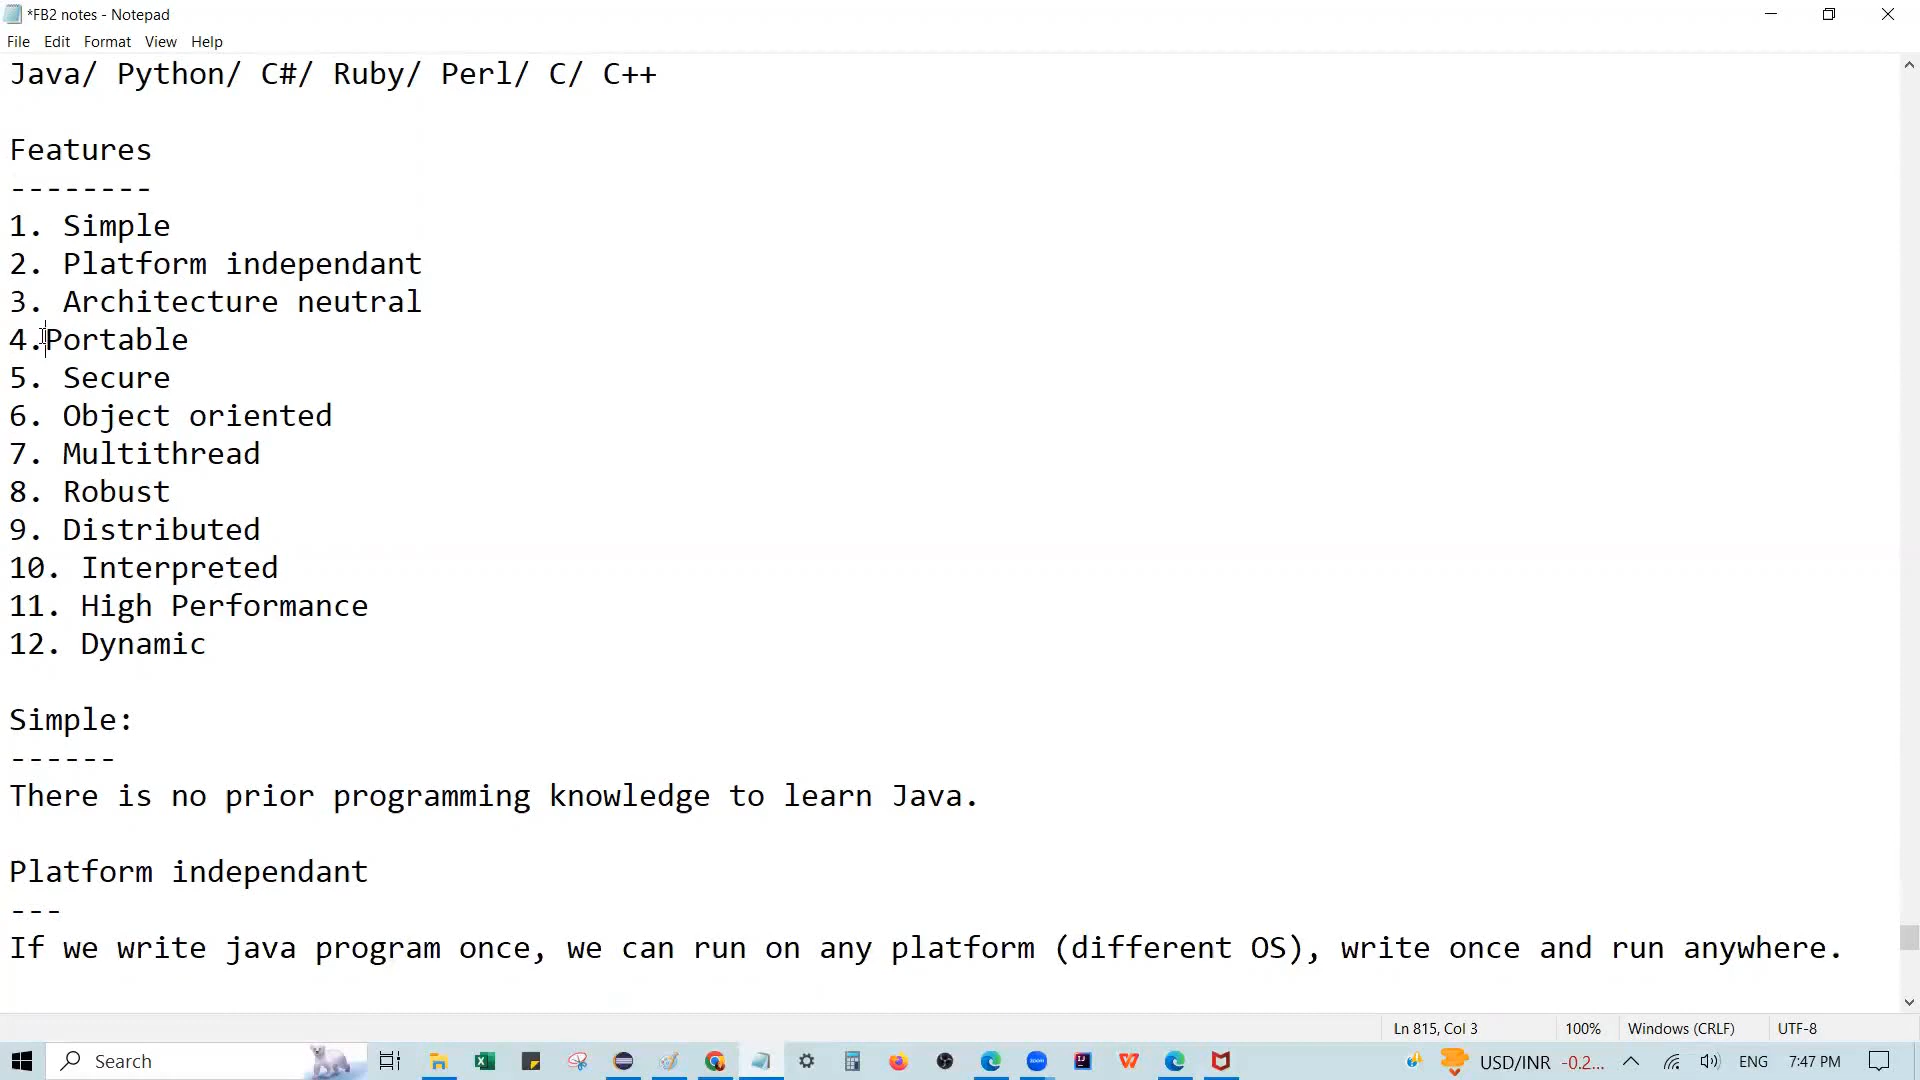 *FB2 notes - Notepad
File Edit Format View Help
Java/ Python/ C#/ Ruby/ Perl/ C/ C++
Features
--------
1. Simple
2. Platform independant
3. Architecture neutral
4.Portable
5. Secure
6. Object oriented
7. Multithread
8. Robust
9. Distributed
10. Interpreted
11. High Performance
12. Dynamic
Simple:
------
There is no prior programming knowledge to learn Java.
Platform independant
---
If we write java program once, we can run on any platform (different OS), write once and run anywhere.
Ln 815, Col 3 100% Windows (CRLF) UTF-8
Search USD/INR -0.2... ENG 7:47 PM